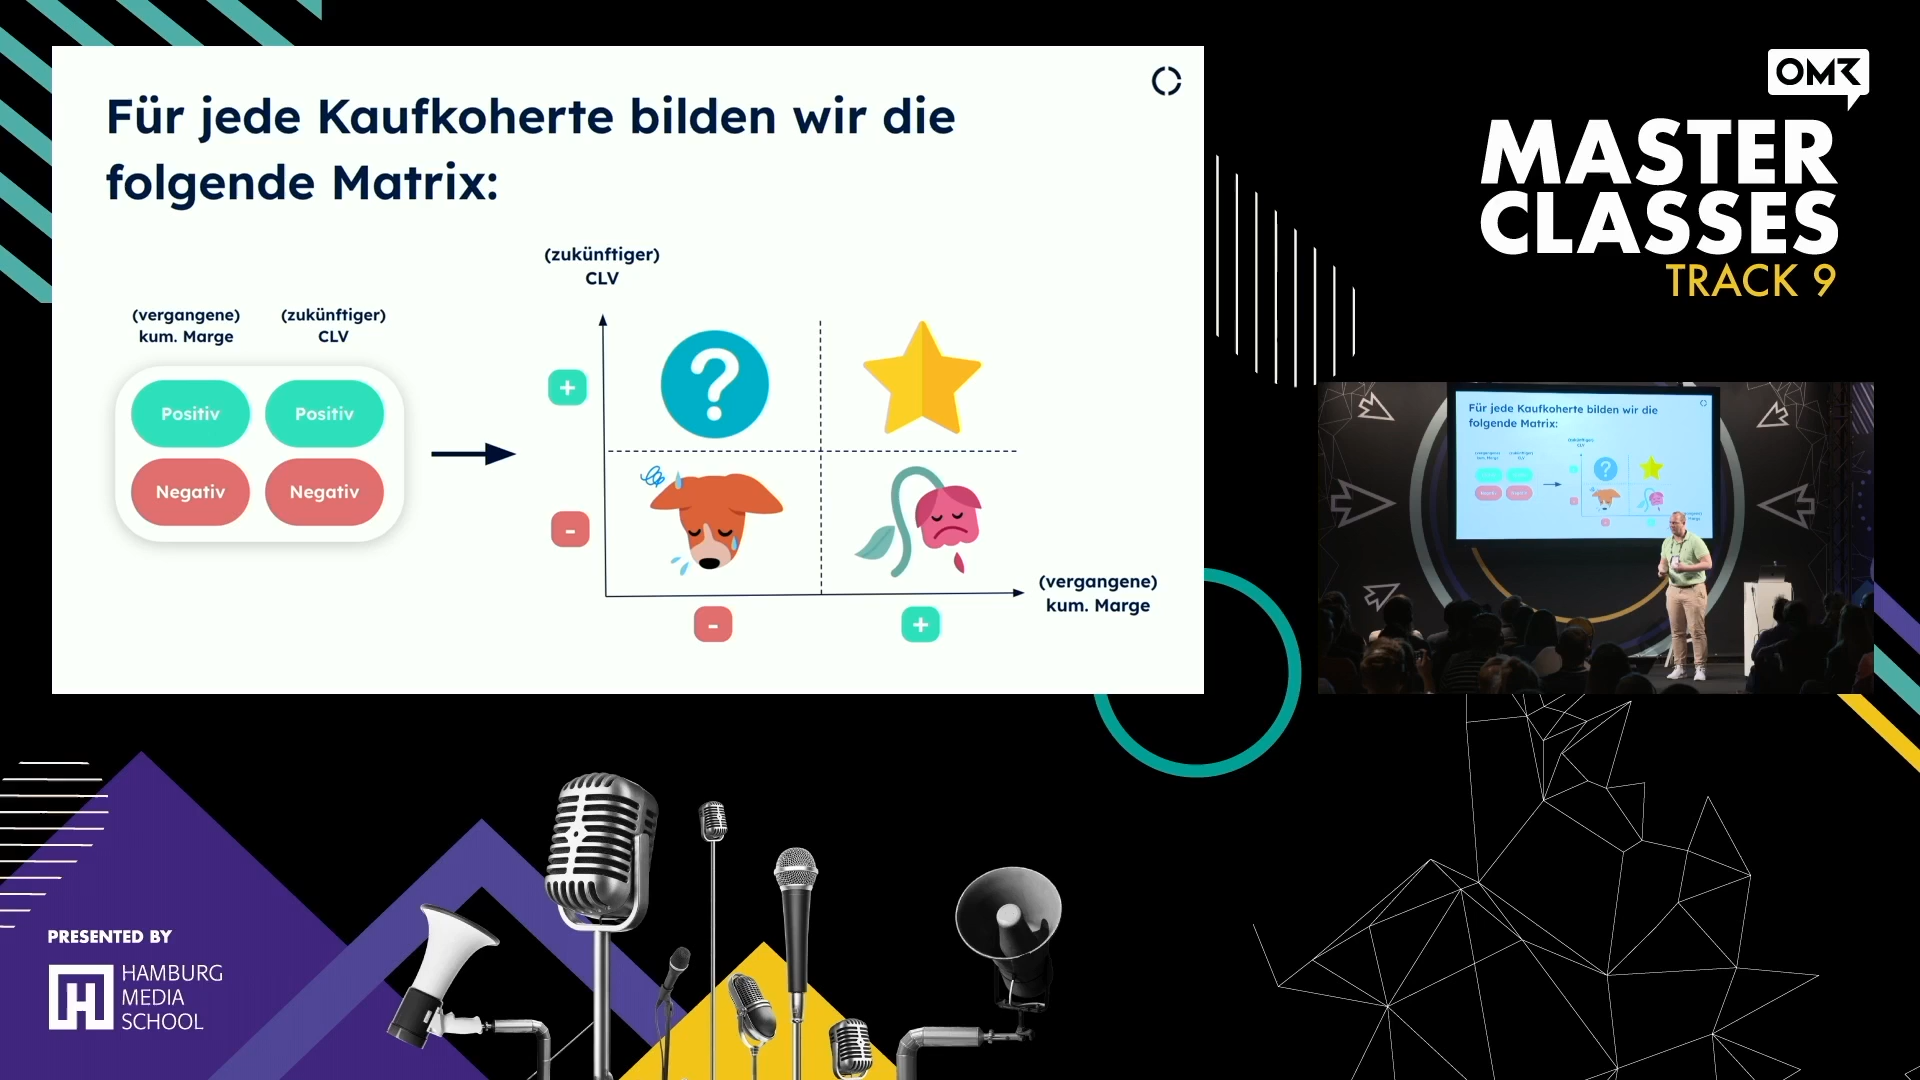 Für jede Kaufkoherte bilden wir die
folgende Matrix:
(zukünftiger)
CLV
(vergangene)
kum. Marge
(zukünftiger)
CLV
Positiv
Positiv
Negativ
Negativ
+
?
-
(vergangene)
kum. Marge
-
+
OMR
MASTER
CLASSES
TRACK 9
Für jede Kaufkoherte bilden wir die
folgende Matrix:
PRESENTED BY
HAMBURG
MEDIA
SCHOOL